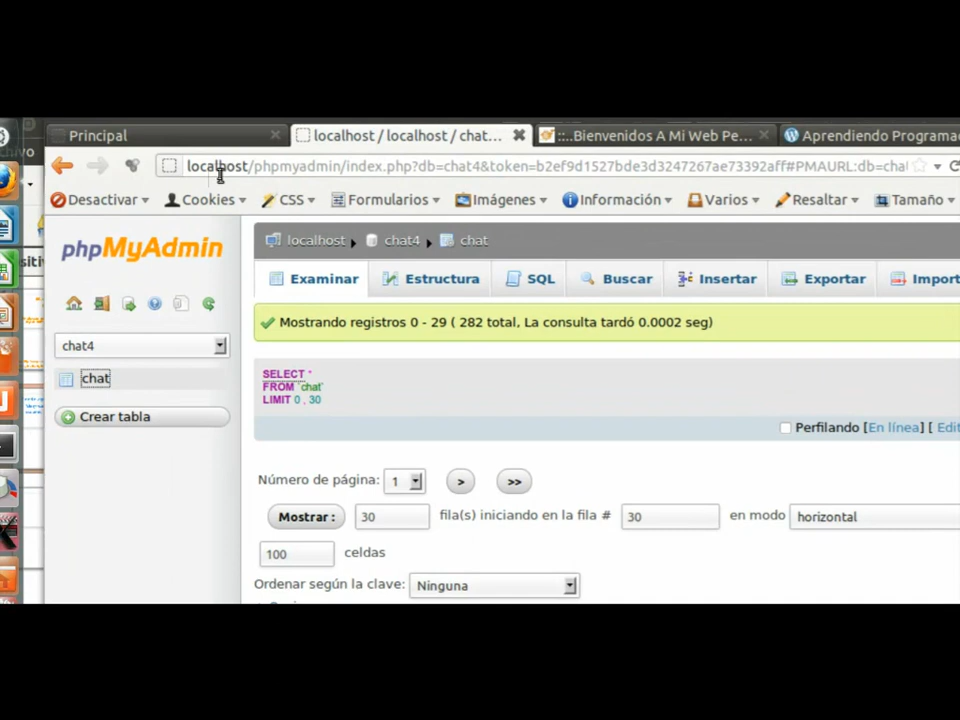 Principal
localhost / localhost / chat...
::..Bienvenidos A Mi Web Pe...
Aprendiendo Programa
localhost/phpmyadmin/index.php?db=chat4&token=b2ef9d1527bde3d3247267ae73392aff#PMAURL:db=cha
Desactivar
Cookies
CSS
Formularios
Imágenes
Información
Varios
Resaltar
Tamaño
phpMyAdmin
localhost
chat4
chat
Examinar
Estructura
SQL
Buscar
Insertar
Exportar
Import
Mostrando registros 0 - 29 ( 282 total, La consulta tardó 0.0002 seg)
chat4
chat
Crear tabla
SELECT *
FROM `chat`
LIMIT 0 , 30
Perfilando [En línea] [ Edit
Número de página: 1 > >>
Mostrar : 30 fila(s) iniciando en la fila # 30 en modo horizontal
100 celdas
Ordenar según la clave: Ninguna